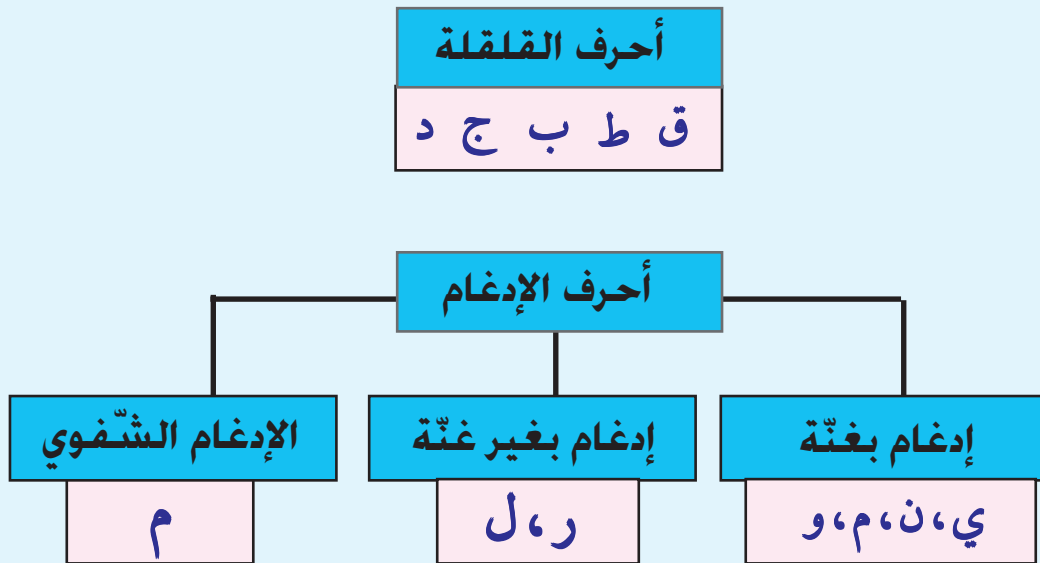 أحرف القلقلة
ق ط ب ج د
أحرف الإدغام
إدغام بغنّة
ي، ن، م، و
إدغام بغير غنّة
ر، ل
الإدغام الشّفوي
م